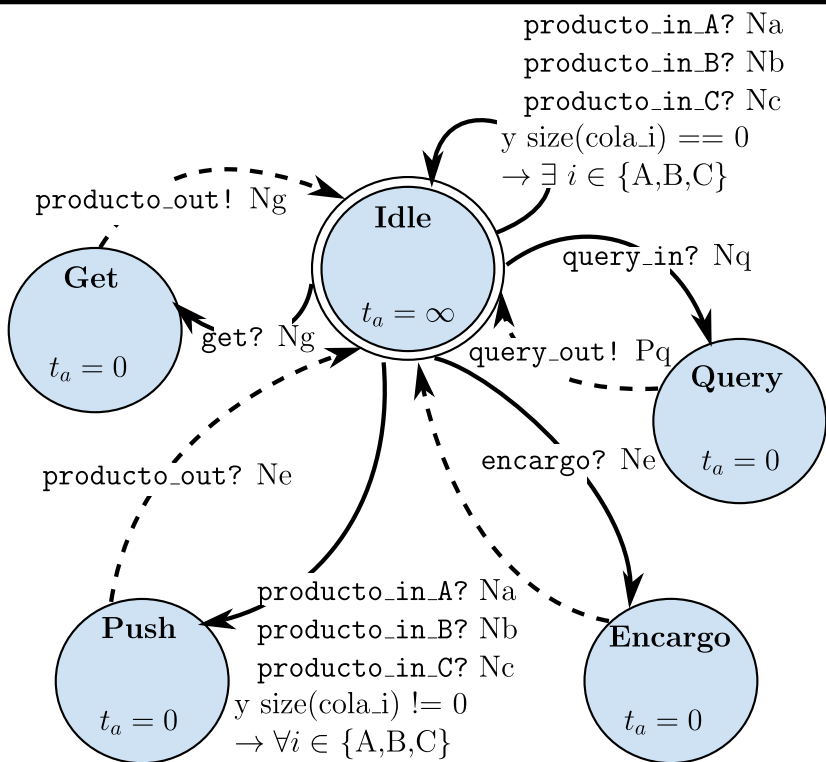 producto_in_A? Na
producto_in_B? Nb
producto_in_C? Nc
y size(cola_i) == 0
→ ∃ i ∈ {A,B,C}
producto_out! Ng
Idle
t_a = ∞
query_in? Nq
Get
t_a = 0
get? Ng
query_out! Pq
Query
t_a = 0
producto_out? Ne
encargo? Ne
producto_in_A? Na
producto_in_B? Nb
producto_in_C? Nc
y size(cola_i) != 0
→ ∀i ∈ {A,B,C}
Push
t_a = 0
Encargo
t_a = 0